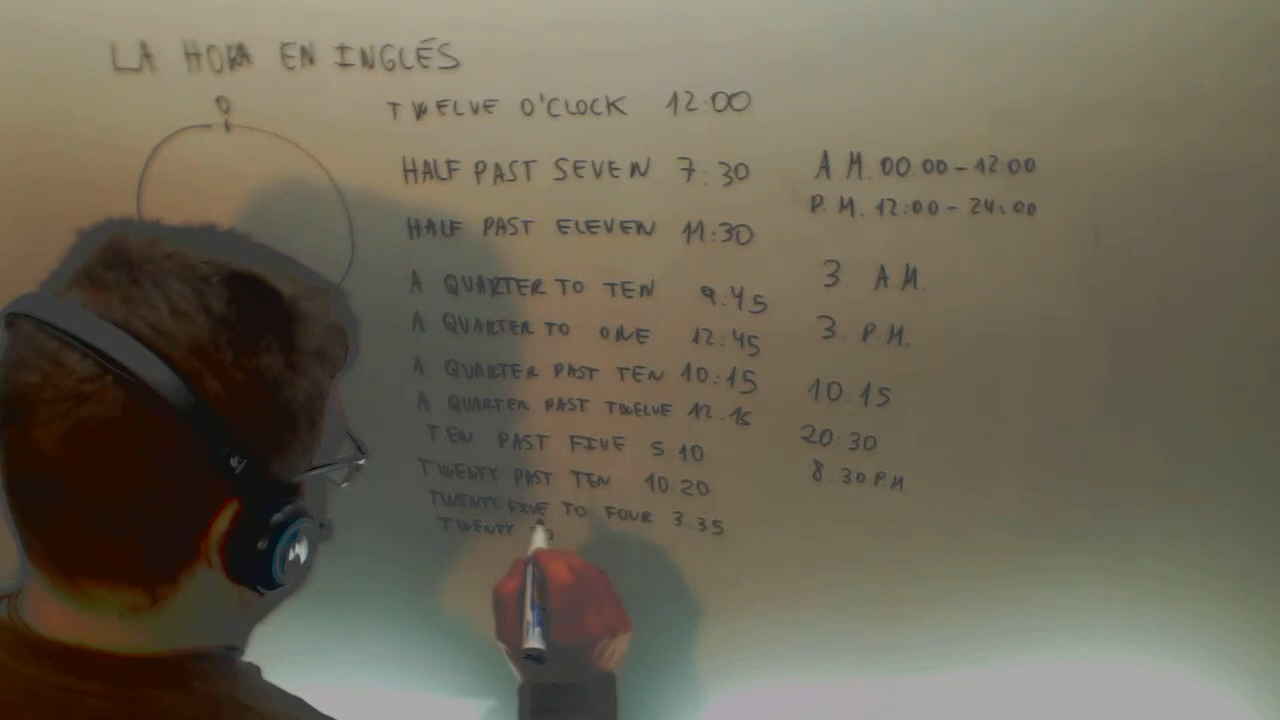 LA HORA EN INGLÉS
TWELVE O'CLOCK 12:00
HALF PAST SEVEN 7:30
HALF PAST ELEVEN 11:30
A QUARTER TO TEN 9:45
A QUARTER TO ONE 12:45
A QUARTER PAST TEN 10:15
A QUARTER PAST TWELVE 12.15
TEN PAST FIVE 5 10
TWENTY PAST TEN 10:20
TWENTY FIVE TO FOUR 3:35
TWENTY
A.M. 00:00-12:00
P.M. 12:00-24:00
3 A.M.
3 P.M.
10:15
20:30
8:30 P.M.